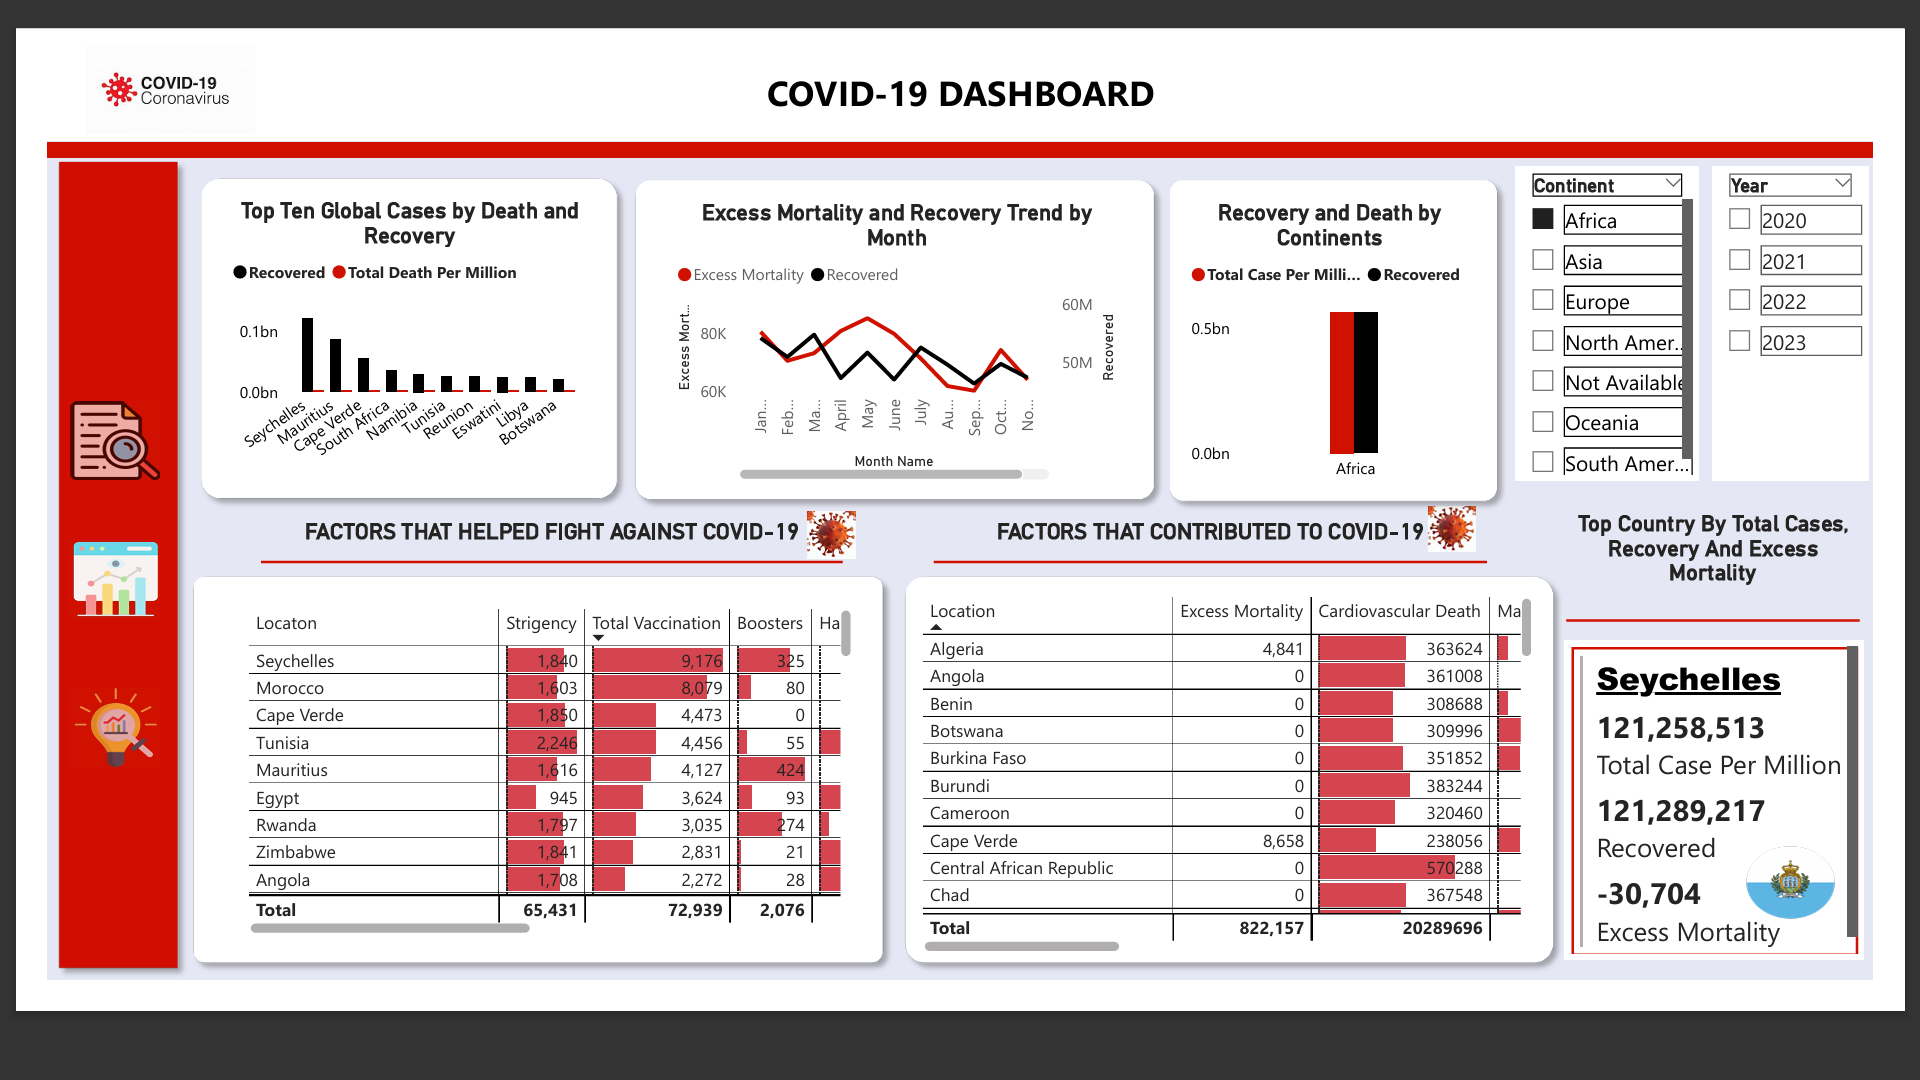 COVID-19
Coronavirus
COVID-19 DASHBOARD
Top Ten Global Cases by Death and
Recovery
Recovered Total Death Per Million
0.1bn
0.0bn
Seychelles
Mauritius
Cape Verde
South Africa
Namibia
Tunisia
Reunion
Eswatini
Libya
Botswana
Excess Mortality and Recovery Trend by
Month
Excess Mortality Recovered
Excess Mort...
80K
60K
60M
50M
Recovered
Jan...
Feb...
Ma...
April
May
June
July
Au...
Sep...
Oct...
No...
Month Name
Recovery and Death by
Continents
Total Case Per Milli... Recovered
0.5bn
0.0bn
Africa
Continent
Africa
Asia
Europe
North Amer...
Not Available
Oceania
South Amer...
Year
2020
2021
2022
2023
FACTORS THAT HELPED FIGHT AGAINST COVID-19
Locaton Strigency Total Vaccination Boosters Ha
Seychelles 1,840 9,176 325
Morocco 1,603 8,079 80
Cape Verde 1,850 4,473 0
Tunisia 2,246 4,456 55
Mauritius 1,616 4,127 424
Egypt 945 3,624 93
Rwanda 1,797 3,035 274
Zimbabwe 1,841 2,831 21
Angola 1,708 2,272 28
Total 65,431 72,939 2,076
FACTORS THAT CONTRIBUTED TO COVID-19
Location Excess Mortality Cardiovascular Death Ma
Algeria 4,841 363624
Angola 0 361008
Benin 0 308688
Botswana 0 309996
Burkina Faso 0 351852
Burundi 0 383244
Cameroon 0 320460
Cape Verde 8,658 238056
Central African Republic 0 570288
Chad 0 367548
Total 822,157 20289696
Top Country By Total Cases,
Recovery And Excess
Mortality
Seychelles
121,258,513
Total Case Per Million
121,289,217
Recovered
-30,704
Excess Mortality